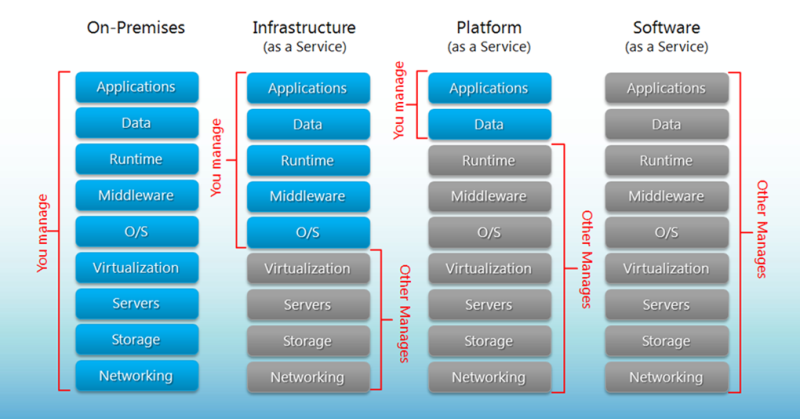 On-Premises
Applications
Data
Runtime
Middleware
O/S
Virtualization
Servers
Storage
Networking
You manage
Infrastructure
(as a Service)
Applications
Data
Runtime
Middleware
O/S
Virtualization
Servers
Storage
Networking
You manage
Other Manages
Platform
(as a Service)
Applications
Data
Runtime
Middleware
O/S
Virtualization
Servers
Storage
Networking
You manage
Other Manages
Software
(as a Service)
Applications
Data
Runtime
Middleware
O/S
Virtualization
Servers
Storage
Networking
Other Manages